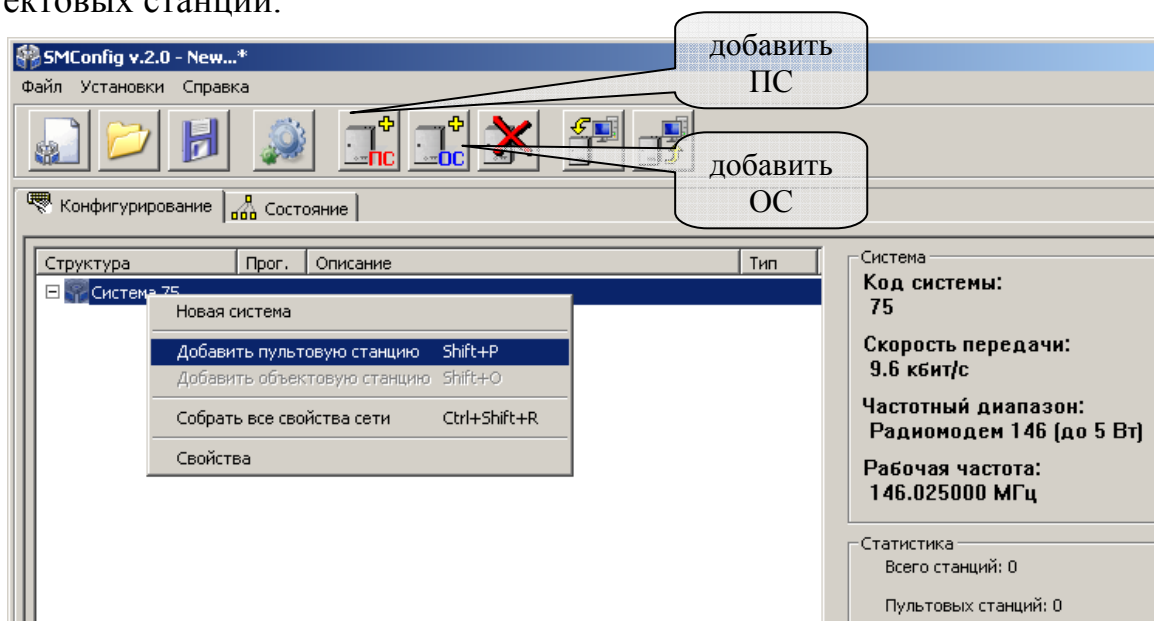 ектовых станций.
добавить
ПС
SMConfig v.2.0 - New...*
Файл Установки Справка
ПС ОС
добавить
ОС
Конфигурирование Состояние
Структура Прог. Описание Тип
Система 75
Новая система
Добавить пультовую станцию Shift+P
Добавить объектовую станцию Shift+O
Собрать все свойства сети Ctrl+Shift+R
Свойства
Система
Код системы:
75
Скорость передачи:
9.6 кбит/с
Частотный диапазон:
Радиомодем 146 (до 5 Вт)
Рабочая частота:
146.025000 МГц
Статистика
Всего станций: 0
Пультовых станций: 0